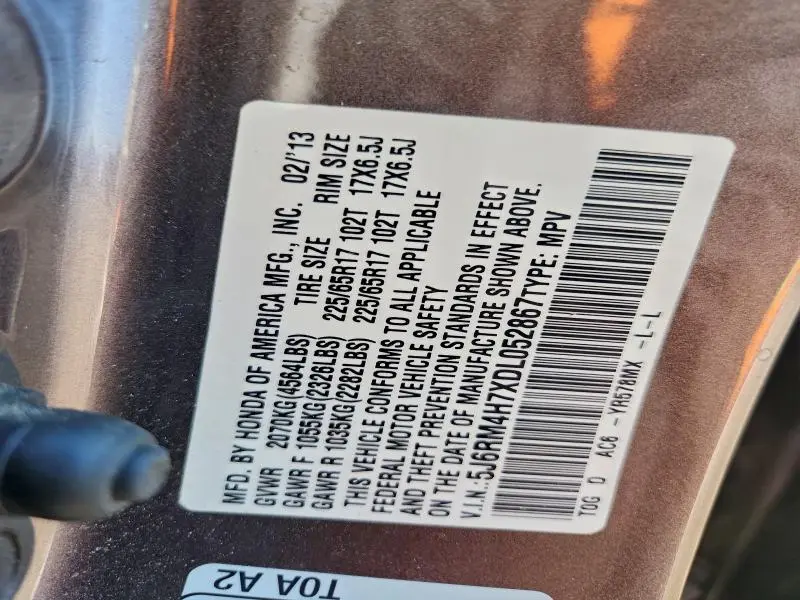 MFD. BY HONDA OF AMERICA MFG., INC. 02/'13
GVWR 2070KG(4564LBS) TIRE SIZE RIM SIZE
GAWR F 1055KG(2326LBS) 225/65R17 102T 17X6.5J
GAWR R 1035KG(2282LBS) 225/65R17 102T 17X6.5J
THIS VEHICLE CONFORMS TO ALL APPLICABLE
FEDERAL MOTOR VEHICLE SAFETY
AND THEFT PREVENTION STANDARDS IN EFFECT
ON THE DATE OF MANUFACTURE SHOWN ABOVE.
V.I.N.:5J6RM4H7XDL052867 TYPE: MPV
T0G D AC6 -YR578MX -L-L
T0A A2